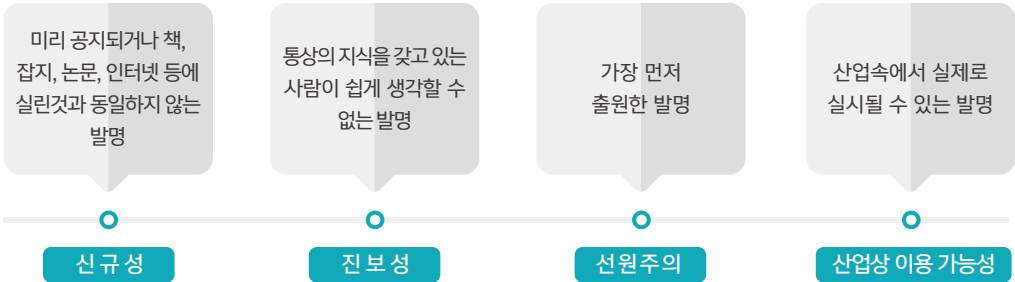 미리 공지되거나 책,
잡지, 논문, 인터넷 등에
실린것과 동일하지 않는
발명
통상의 지식을 갖고 있는
사람이 쉽게 생각할 수
없는 발명
가장 먼저
출원한 발명
산업속에서 실제로
실시될 수 있는 발명
신규성
진보성
선원주의
산업상 이용 가능성